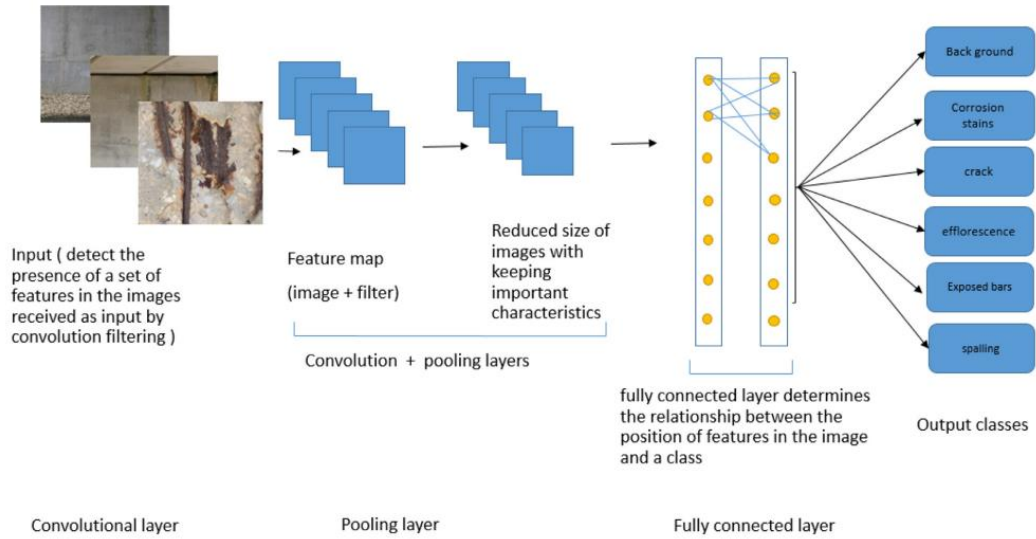 Back ground
Corrosion
stains
crack
efflorescence
Exposed bars
spalling
Input ( detect the
presence of a set of
features in the images
received as input by
convolution filtering )
Feature map
(image + filter)
Reduced size of
images with
keeping
important
characteristics
Convolution + pooling layers
fully connected layer determines
the relationship between the
position of features in the image
and a class
Output classes
Convolutional layer
Pooling layer
Fully connected layer